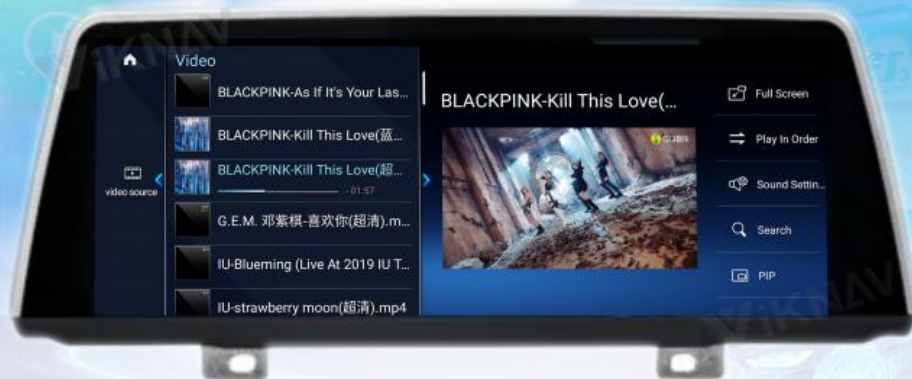 VIKNAV
Video
BLACKPINK-As If It's Your Las...
BLACKPINK-Kill This Love(蓝...
BLACKPINK-Kill This Love(超...
-01:57
G.E.M. 邓紫棋-喜欢你(超清).m...
IU-Blueming (Live At 2019 IU T...
IU-strawberry moon(超清).mp4
video source
BLACKPINK-Kill This Love(...
Full Screen
Play In Order
Sound Settin...
Search
PIP
VIKNAV